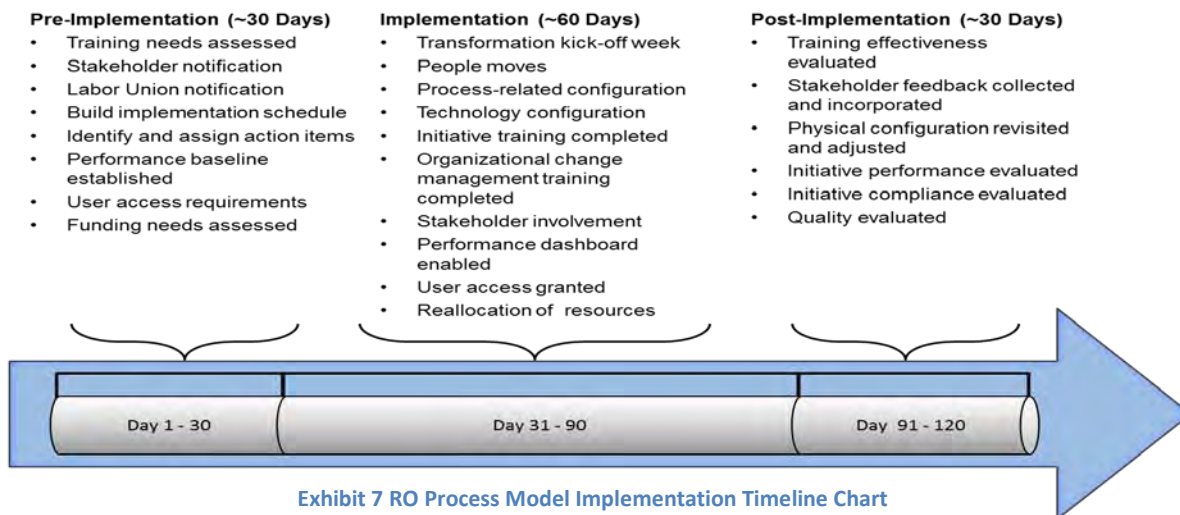 Pre-Implementation (~30 Days)
• Training needs assessed
• Stakeholder notification
• Labor Union notification
• Build implementation schedule
• Identify and assign action items
• Performance baseline
established
• User access requirements
• Funding needs assessed
Implementation (~60 Days)
• Transformation kick-off week
• People moves
• Process-related configuration
• Technology configuration
• Initiative training completed
• Organizational change
management training
completed
• Stakeholder involvement
• Performance dashboard
enabled
• User access granted
• Reallocation of resources
Post-Implementation (~30 Days)
• Training effectiveness
evaluated
• Stakeholder feedback collected
and incorporated
• Physical configuration revisited
and adjusted
• Initiative performance evaluated
• Initiative compliance evaluated
• Quality evaluated
Day 1 - 30
Day 31 - 90
Day 91 - 120
Exhibit 7 RO Process Model Implementation Timeline Chart